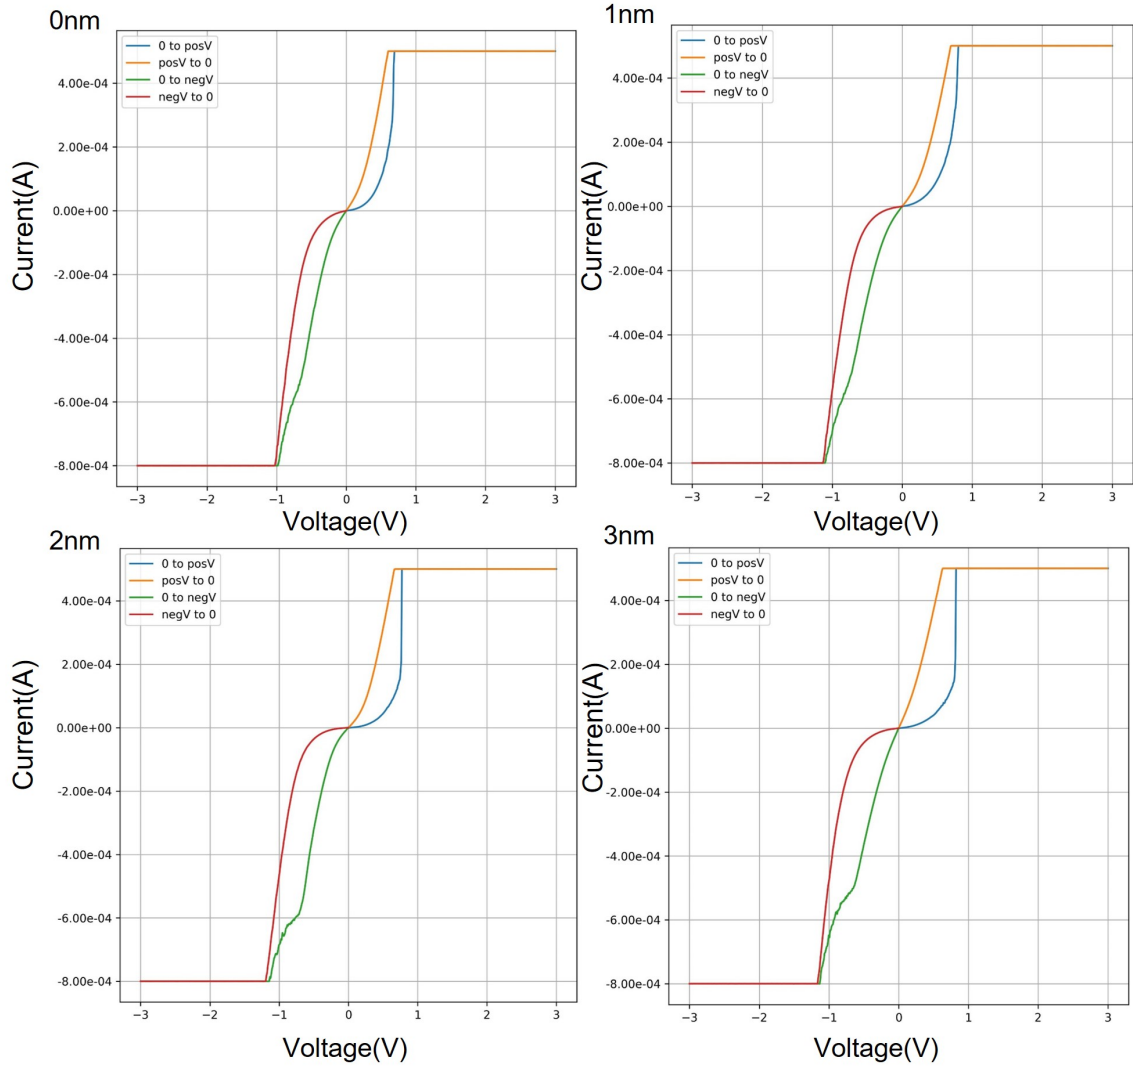 0nm
0 to posV
posV to 0
0 to negV
negV to 0
4.00e-04
2.00e-04
0.00e+00
-2.00e-04
-4.00e-04
-6.00e-04
-8.00e-04
Current(A)
−3 −2 −1 0 1 2 3
Voltage(V)
1nm
0 to posV
posV to 0
0 to negV
negV to 0
4.00e-04
2.00e-04
0.00e+00
-2.00e-04
-4.00e-04
-6.00e-04
-8.00e-04
Current(A)
−3 −2 −1 0 1 2 3
Voltage(V)
2nm
0 to posV
posV to 0
0 to negV
negV to 0
4.00e-04
2.00e-04
0.00e+00
-2.00e-04
-4.00e-04
-6.00e-04
-8.00e-04
Current(A)
−3 −2 −1 0 1 2 3
Voltage(V)
3nm
0 to posV
posV to 0
0 to negV
negV to 0
4.00e-04
2.00e-04
0.00e+00
-2.00e-04
-4.00e-04
-6.00e-04
-8.00e-04
Current(A)
−3 −2 −1 0 1 2 3
Voltage(V)